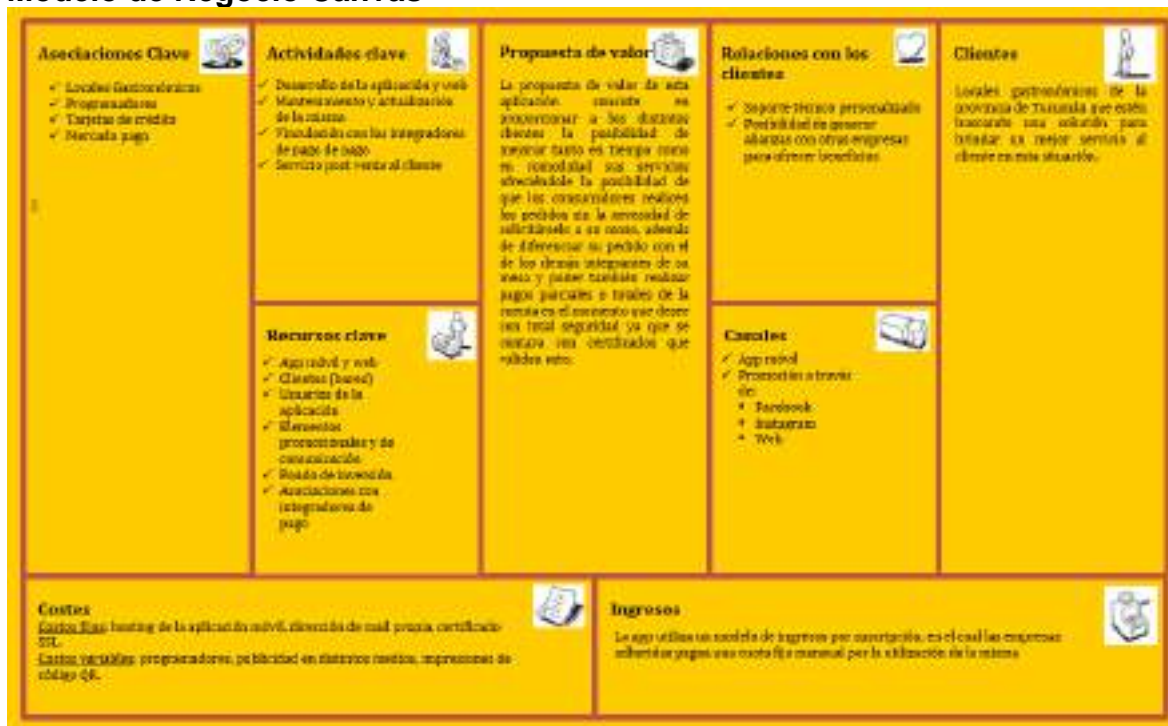 Modelo de Negocio Canvas
Asociaciones Clave
✓ Locales Gastronómicos
✓ Programadores
✓ Tarjetas de crédito
✓ Mercado pago
Actividades clave
✓ Desarrollo de la aplicación y web
✓ Mantenimiento y actualización
de la misma
✓ Vinculación con los integradores
de pago de pago
✓ Servicio post venta al cliente
Recursos clave
✓ App móvil y web
✓ Clientes (bares)
✓ Usuarios de la
aplicación
✓ Elementos
promocionales y de
comunicación
✓ Fondo de inversión
✓ Asociaciones con
integradores de
pago
Propuesta de valor
La propuesta de valor de esta
aplicación consiste en
proporcionar a los distintos
clientes la posibilidad de
mejorar tanto en tiempo como
en comodidad sus servicios
ofreciéndole la posibilidad de
que los consumidores realicen
los pedidos sin la necesidad de
solicitárselo a un mozo, además
de diferenciar su pedido con el
de los demás integrantes de su
mesa y poder también realizar
pagos parciales o totales de la
cuenta en el momento que desee
con total seguridad ya que se
contara con certificados que
validen esto.
Relaciones con los
clientes
✓ Soporte técnico personalizado
✓ Posibilidad de generar
alianzas con otras empresas
para ofrecer beneficios
Canales
✓ App móvil
✓ Promoción a través
de:
• Facebook
• Instagram
• Web
Clientes
Locales gastronómicos de la
provincia de Tucumán que estén
buscando una solución para
brindar un mejor servicio al
cliente en esta situación.
Costos
Costos fijos: hosting de la aplicación móvil, dirección de mail propia, certificado
SSL.
Costos variables: programadores, publicidad en distintos medios, impresiones de
código QR.
Ingresos
La app utiliza un modelo de ingresos por suscripción, en el cual las empresas
adheridas pagan una cuota fija mensual por la utilización de la misma